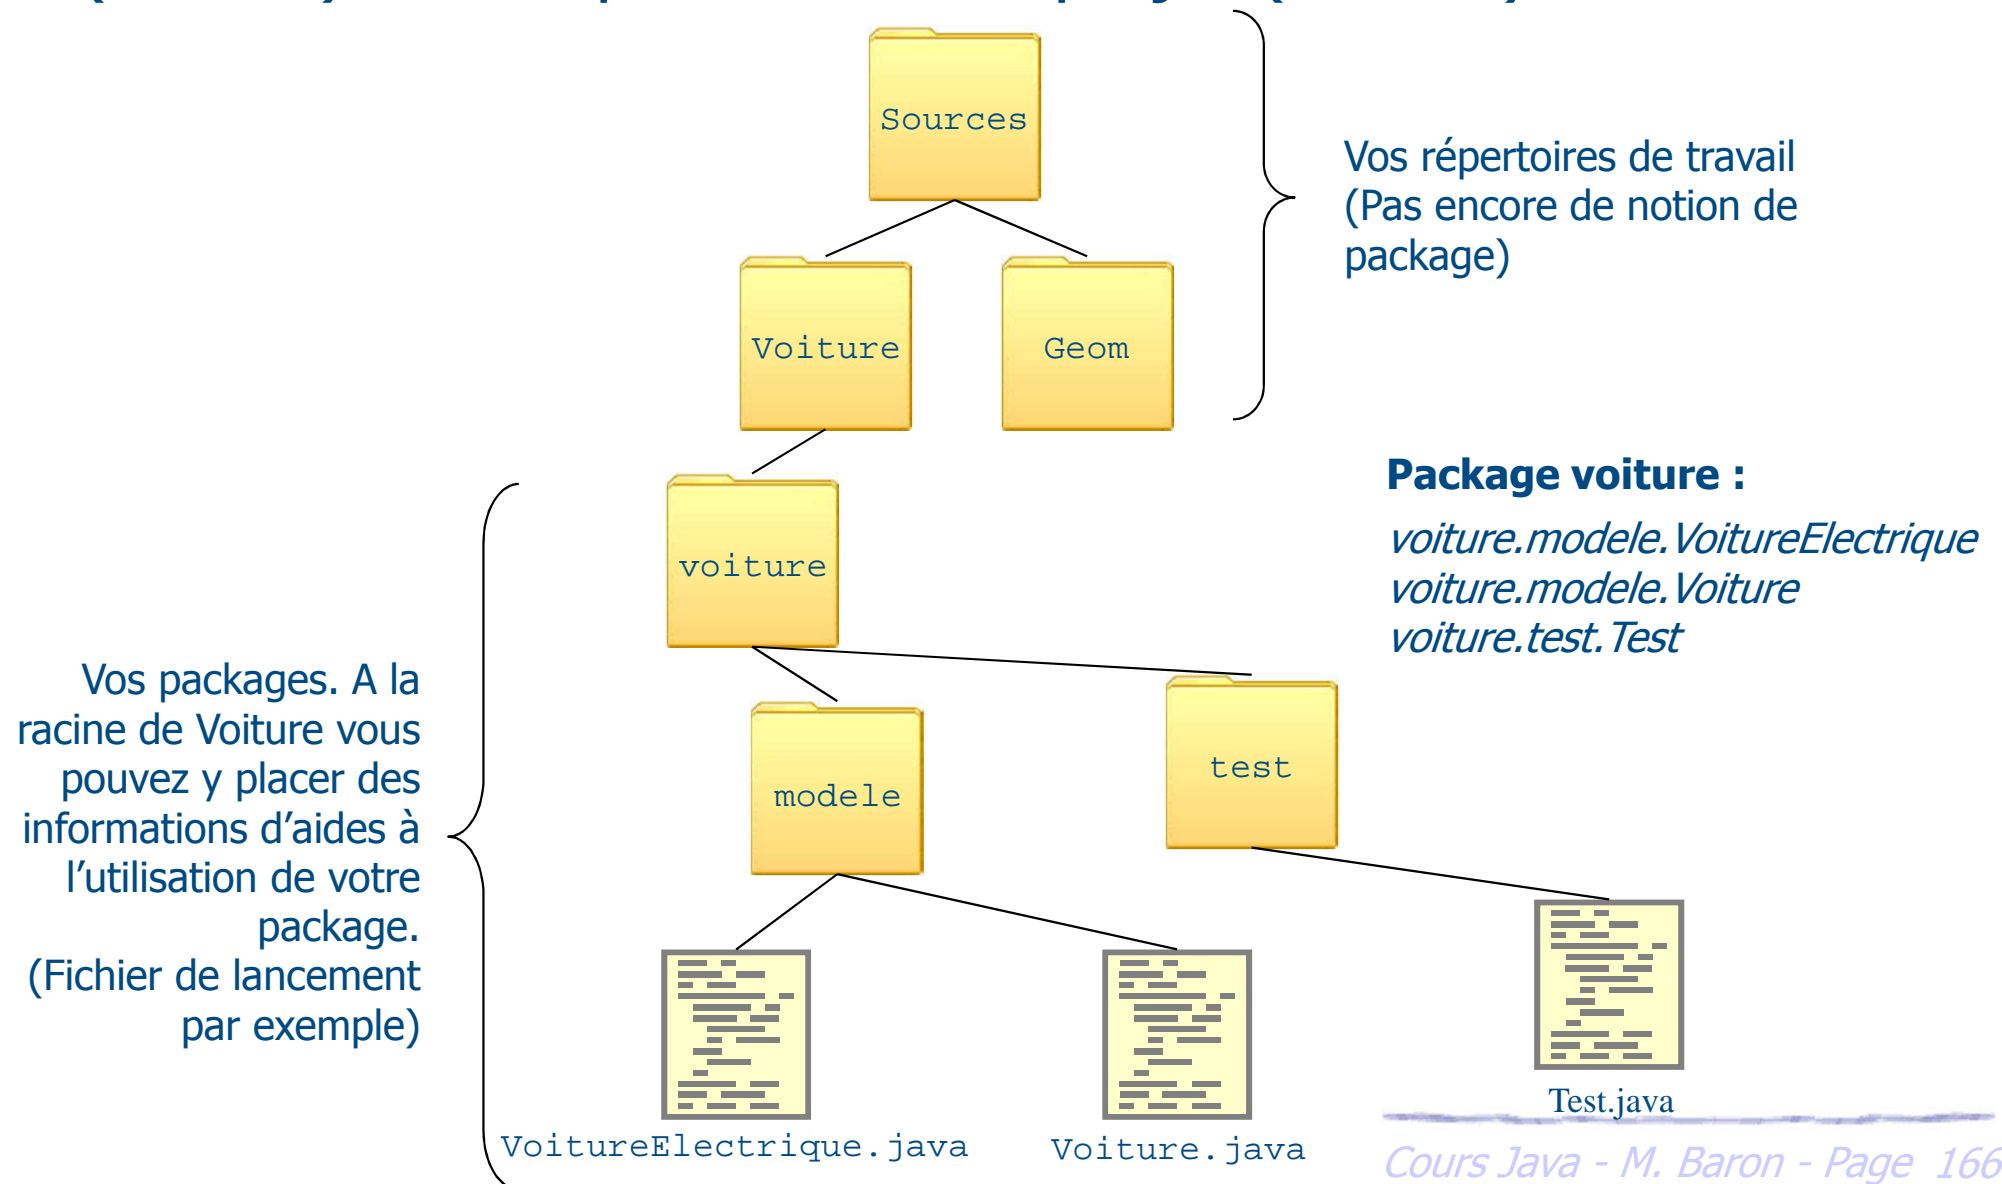 Sources
Vos répertoires de travail
(Pas encore de notion de
package)
Voiture
Geom
Package voiture :
voiture.modele.VoitureElectrique
voiture.modele.Voiture
voiture.test.Test
voiture
Vos packages. A la
racine de Voiture vous
pouvez y placer des
informations d’aides à
l’utilisation de votre
package.
(Fichier de lancement
par exemple)
modele
test
VoitureElectrique.java
Voiture.java
Test.java
Cours Java - M. Baron - Page 166